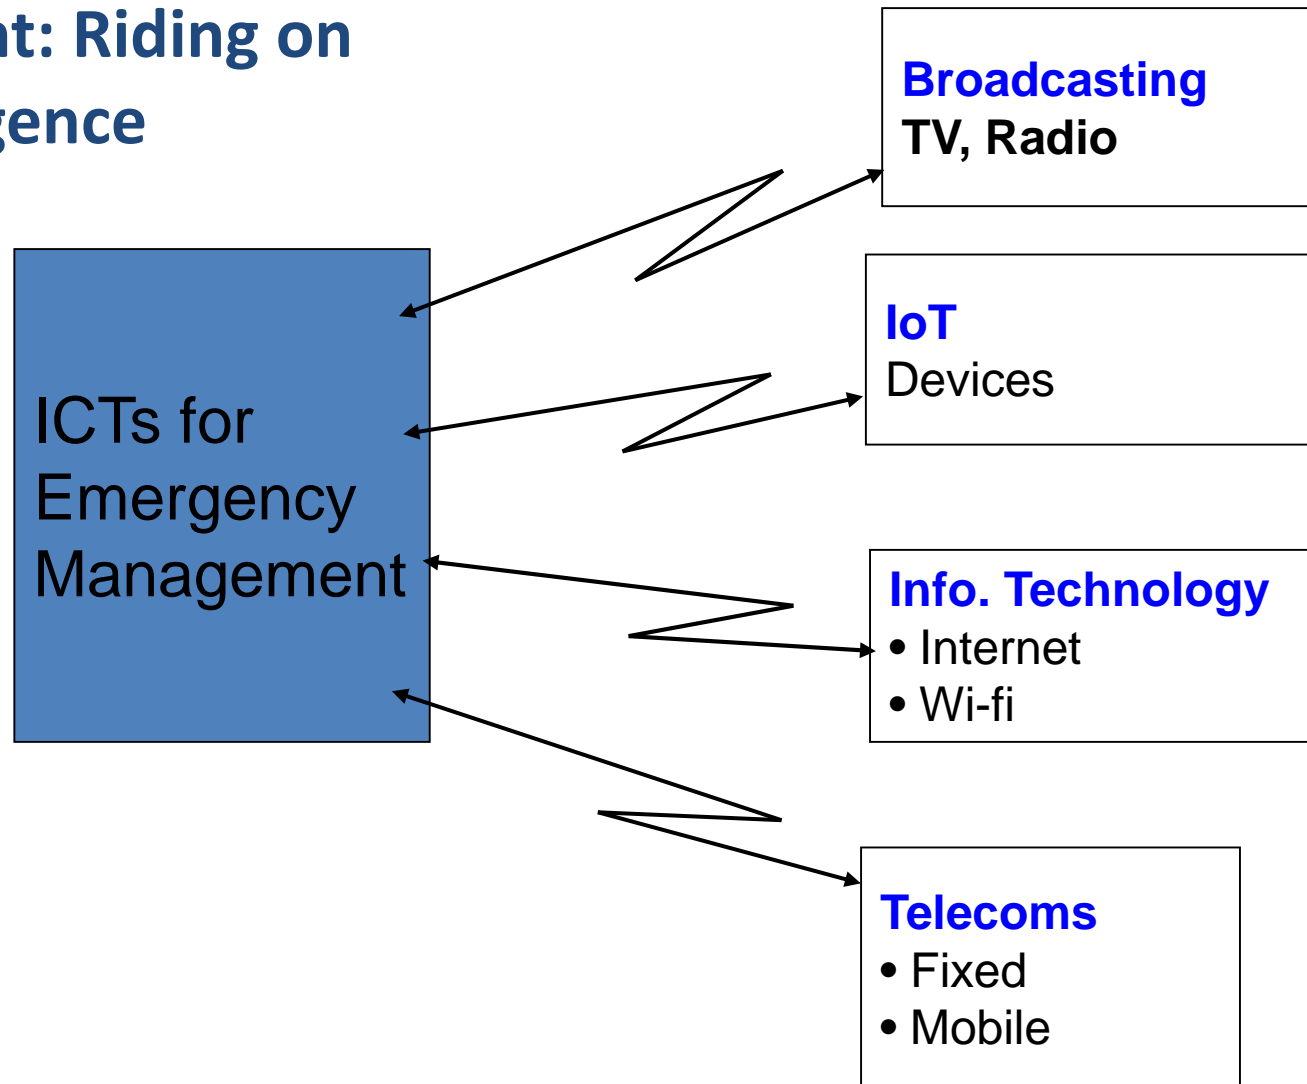 nt: Riding on
gence
Broadcasting
TV, Radio
IoT
Devices
ICTs for
Emergency
Management
Info. Technology
• Internet
• Wi-fi
Telecoms
• Fixed
• Mobile